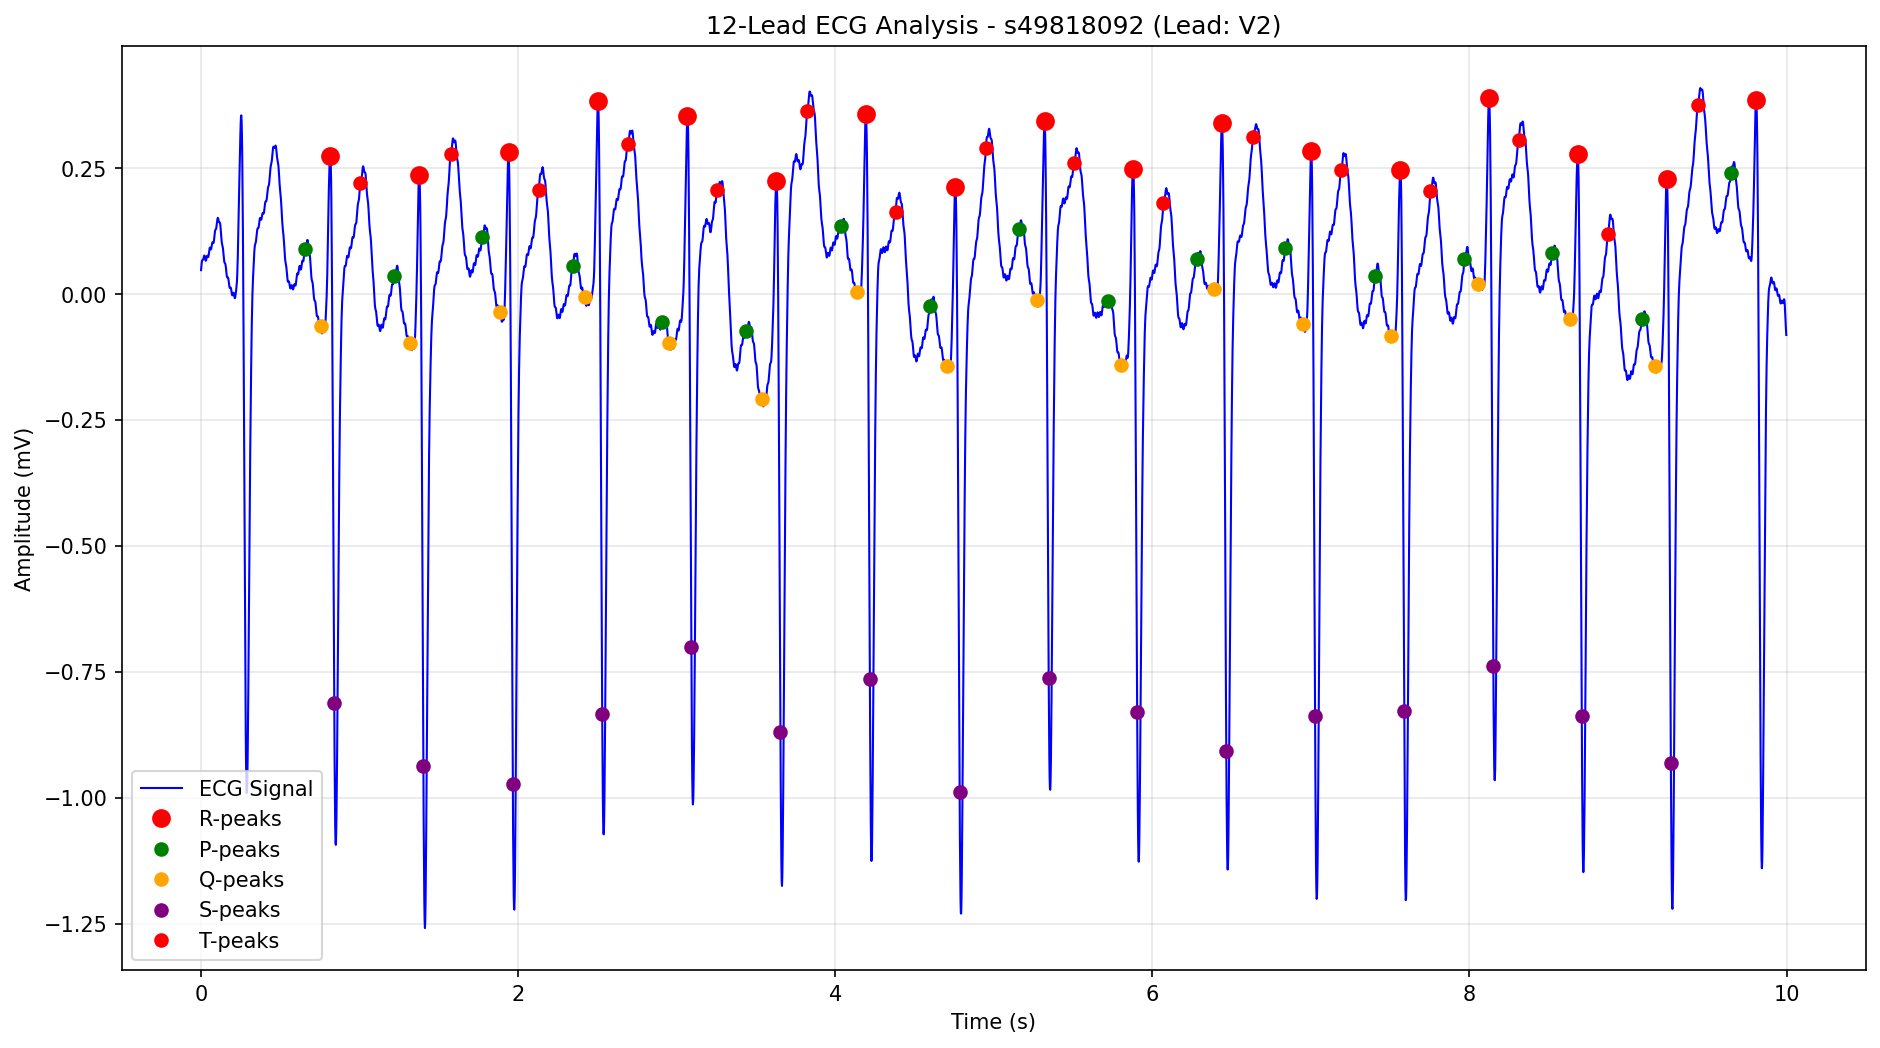 12-Lead ECG Analysis - s49818092 (Lead: V2)
Amplitude (mV)
0.25
0.00
−0.25
−0.50
−0.75
−1.00
−1.25
ECG Signal
R-peaks
P-peaks
Q-peaks
S-peaks
T-peaks
0 2 4 6 8 10
Time (s)